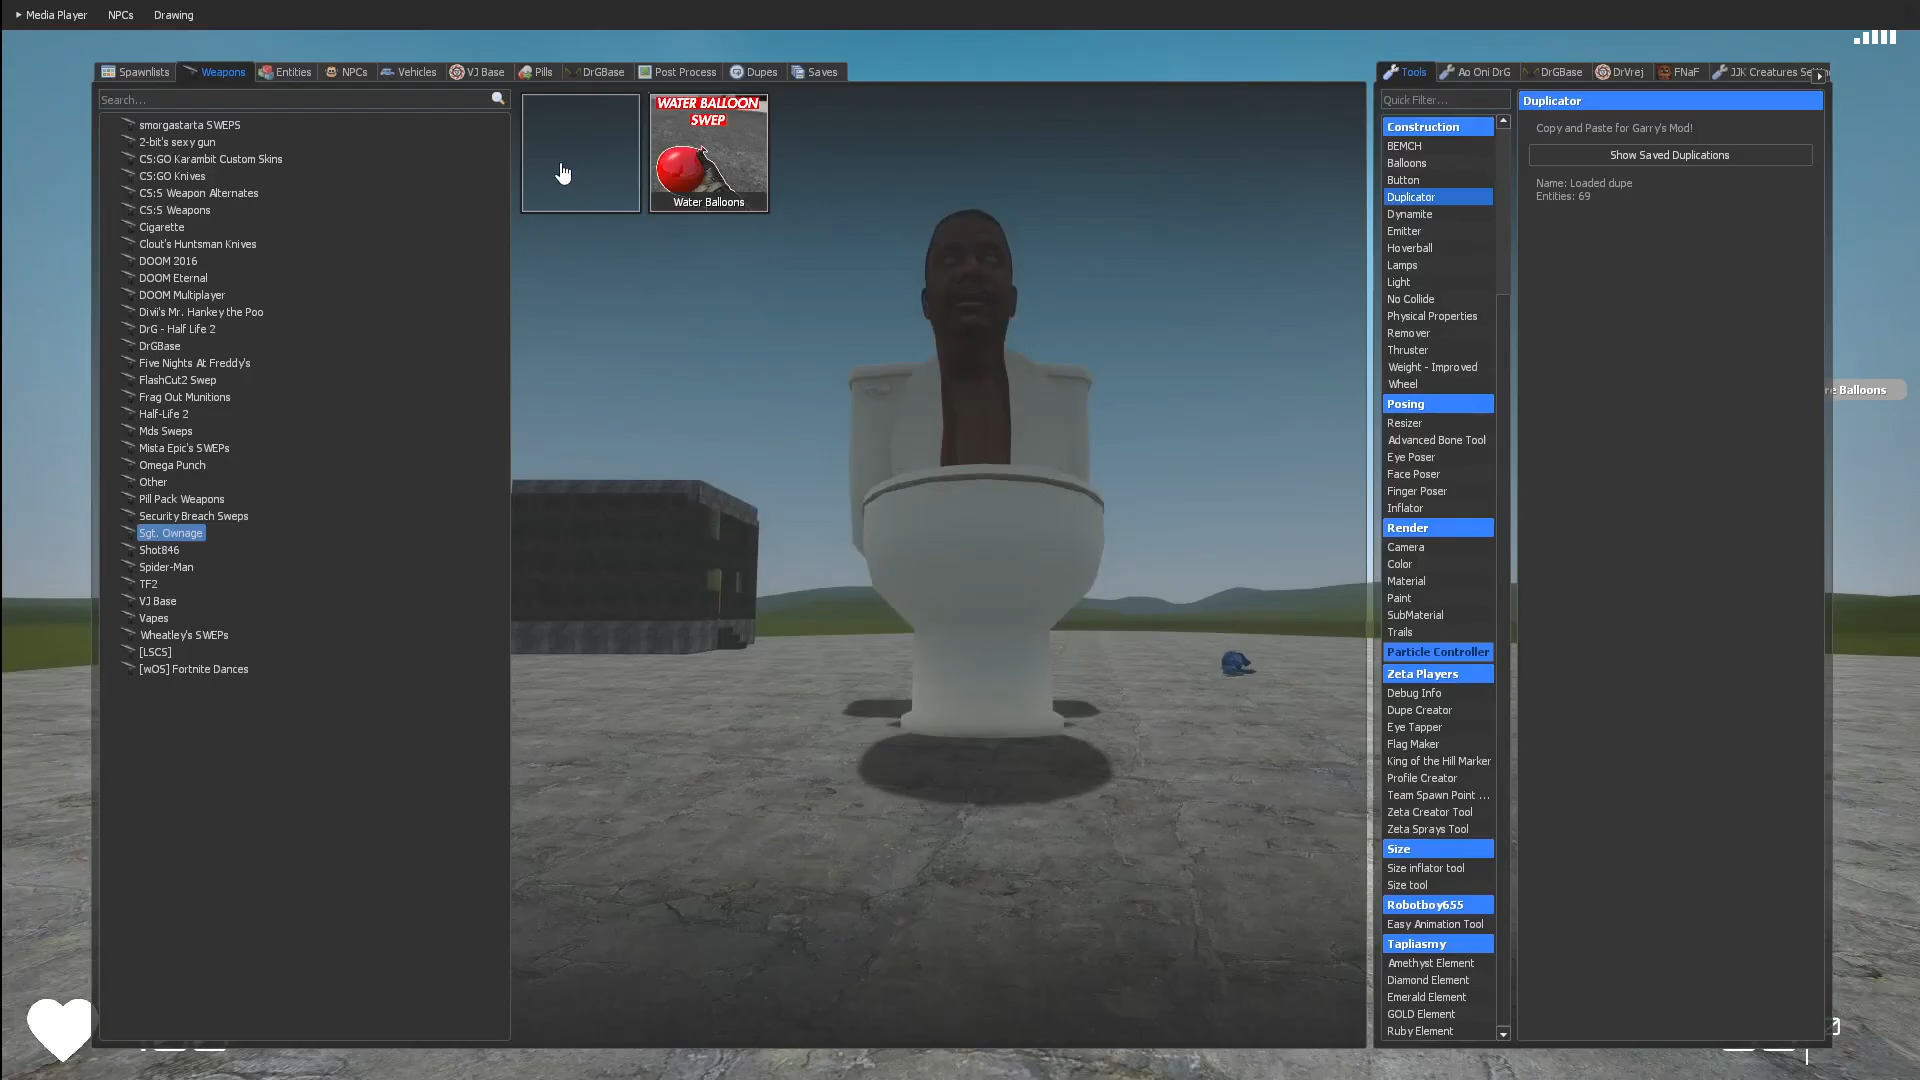 Media Player NPCs Drawing
Spawnlists Weapons Entities NPCs Vehicles VJ Base Pills DrGBase Post Process Dupes Saves
Search...
smorgastarta SWEPS
2-bit's sexy gun
CS:GO Karambit Custom Skins
CS:GO Knives
CS:S Weapon Alternates
CS:S Weapons
Cigarette
Clout's Huntsman Knives
DOOM 2016
DOOM Eternal
DOOM Multiplayer
Divii's Mr. Hankey the Poo
DrG - Half Life 2
DrGBase
Five Nights At Freddy's
FlashCut2 Swep
Frag Out Munitions
Half-Life 2
Mds Sweps
Mista Epic's SWEPs
Omega Punch
Other
Pill Pack Weapons
Security Breach Sweps
Sgt. Ownage
Shot846
Spider-Man
TF2
VJ Base
Vapes
Wheatley's SWEPs
[LSCS]
[wOS] Fortnite Dances
WATER BALLOON
SWEP
Water Balloons
Tools Ao Oni DrG DrGBase DrVrej FNaF JJK Creatures
Quick Filter...
Construction
BEMCH
Balloons
Button
Duplicator
Dynamite
Emitter
Hoverball
Lamps
Light
No Collide
Physical Properties
Remover
Thruster
Weight - Improved
Wheel
Posing
Resizer
Advanced Bone Tool
Eye Poser
Face Poser
Finger Poser
Inflator
Render
Camera
Color
Material
Paint
SubMaterial
Trails
Particle Controller
Zeta Players
Debug Info
Dupe Creator
Eye Tapper
Flag Maker
King of the Hill Marker
Profile Creator
Team Spawn Point ...
Zeta Creator Tool
Zeta Sprays Tool
Size
Size inflator tool
Size tool
Robotboy655
Easy Animation Tool
Tapliasmy
Amethyst Element
Diamond Element
Emerald Element
GOLD Element
Ruby Element
Duplicator
Copy and Paste for Garry's Mod!
Show Saved Duplications
Name: Loaded dupe
Entities: 69
Balloons